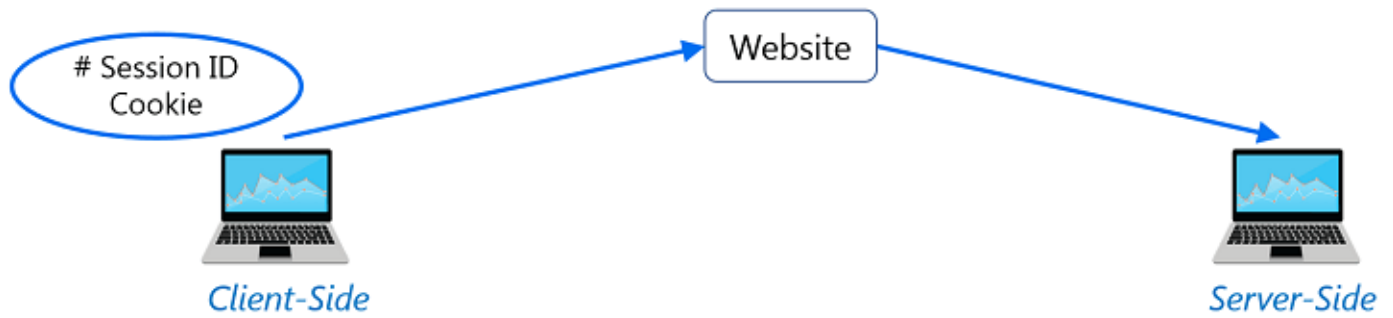 Website
# Session ID
Cookie
Client-Side
Server-Side